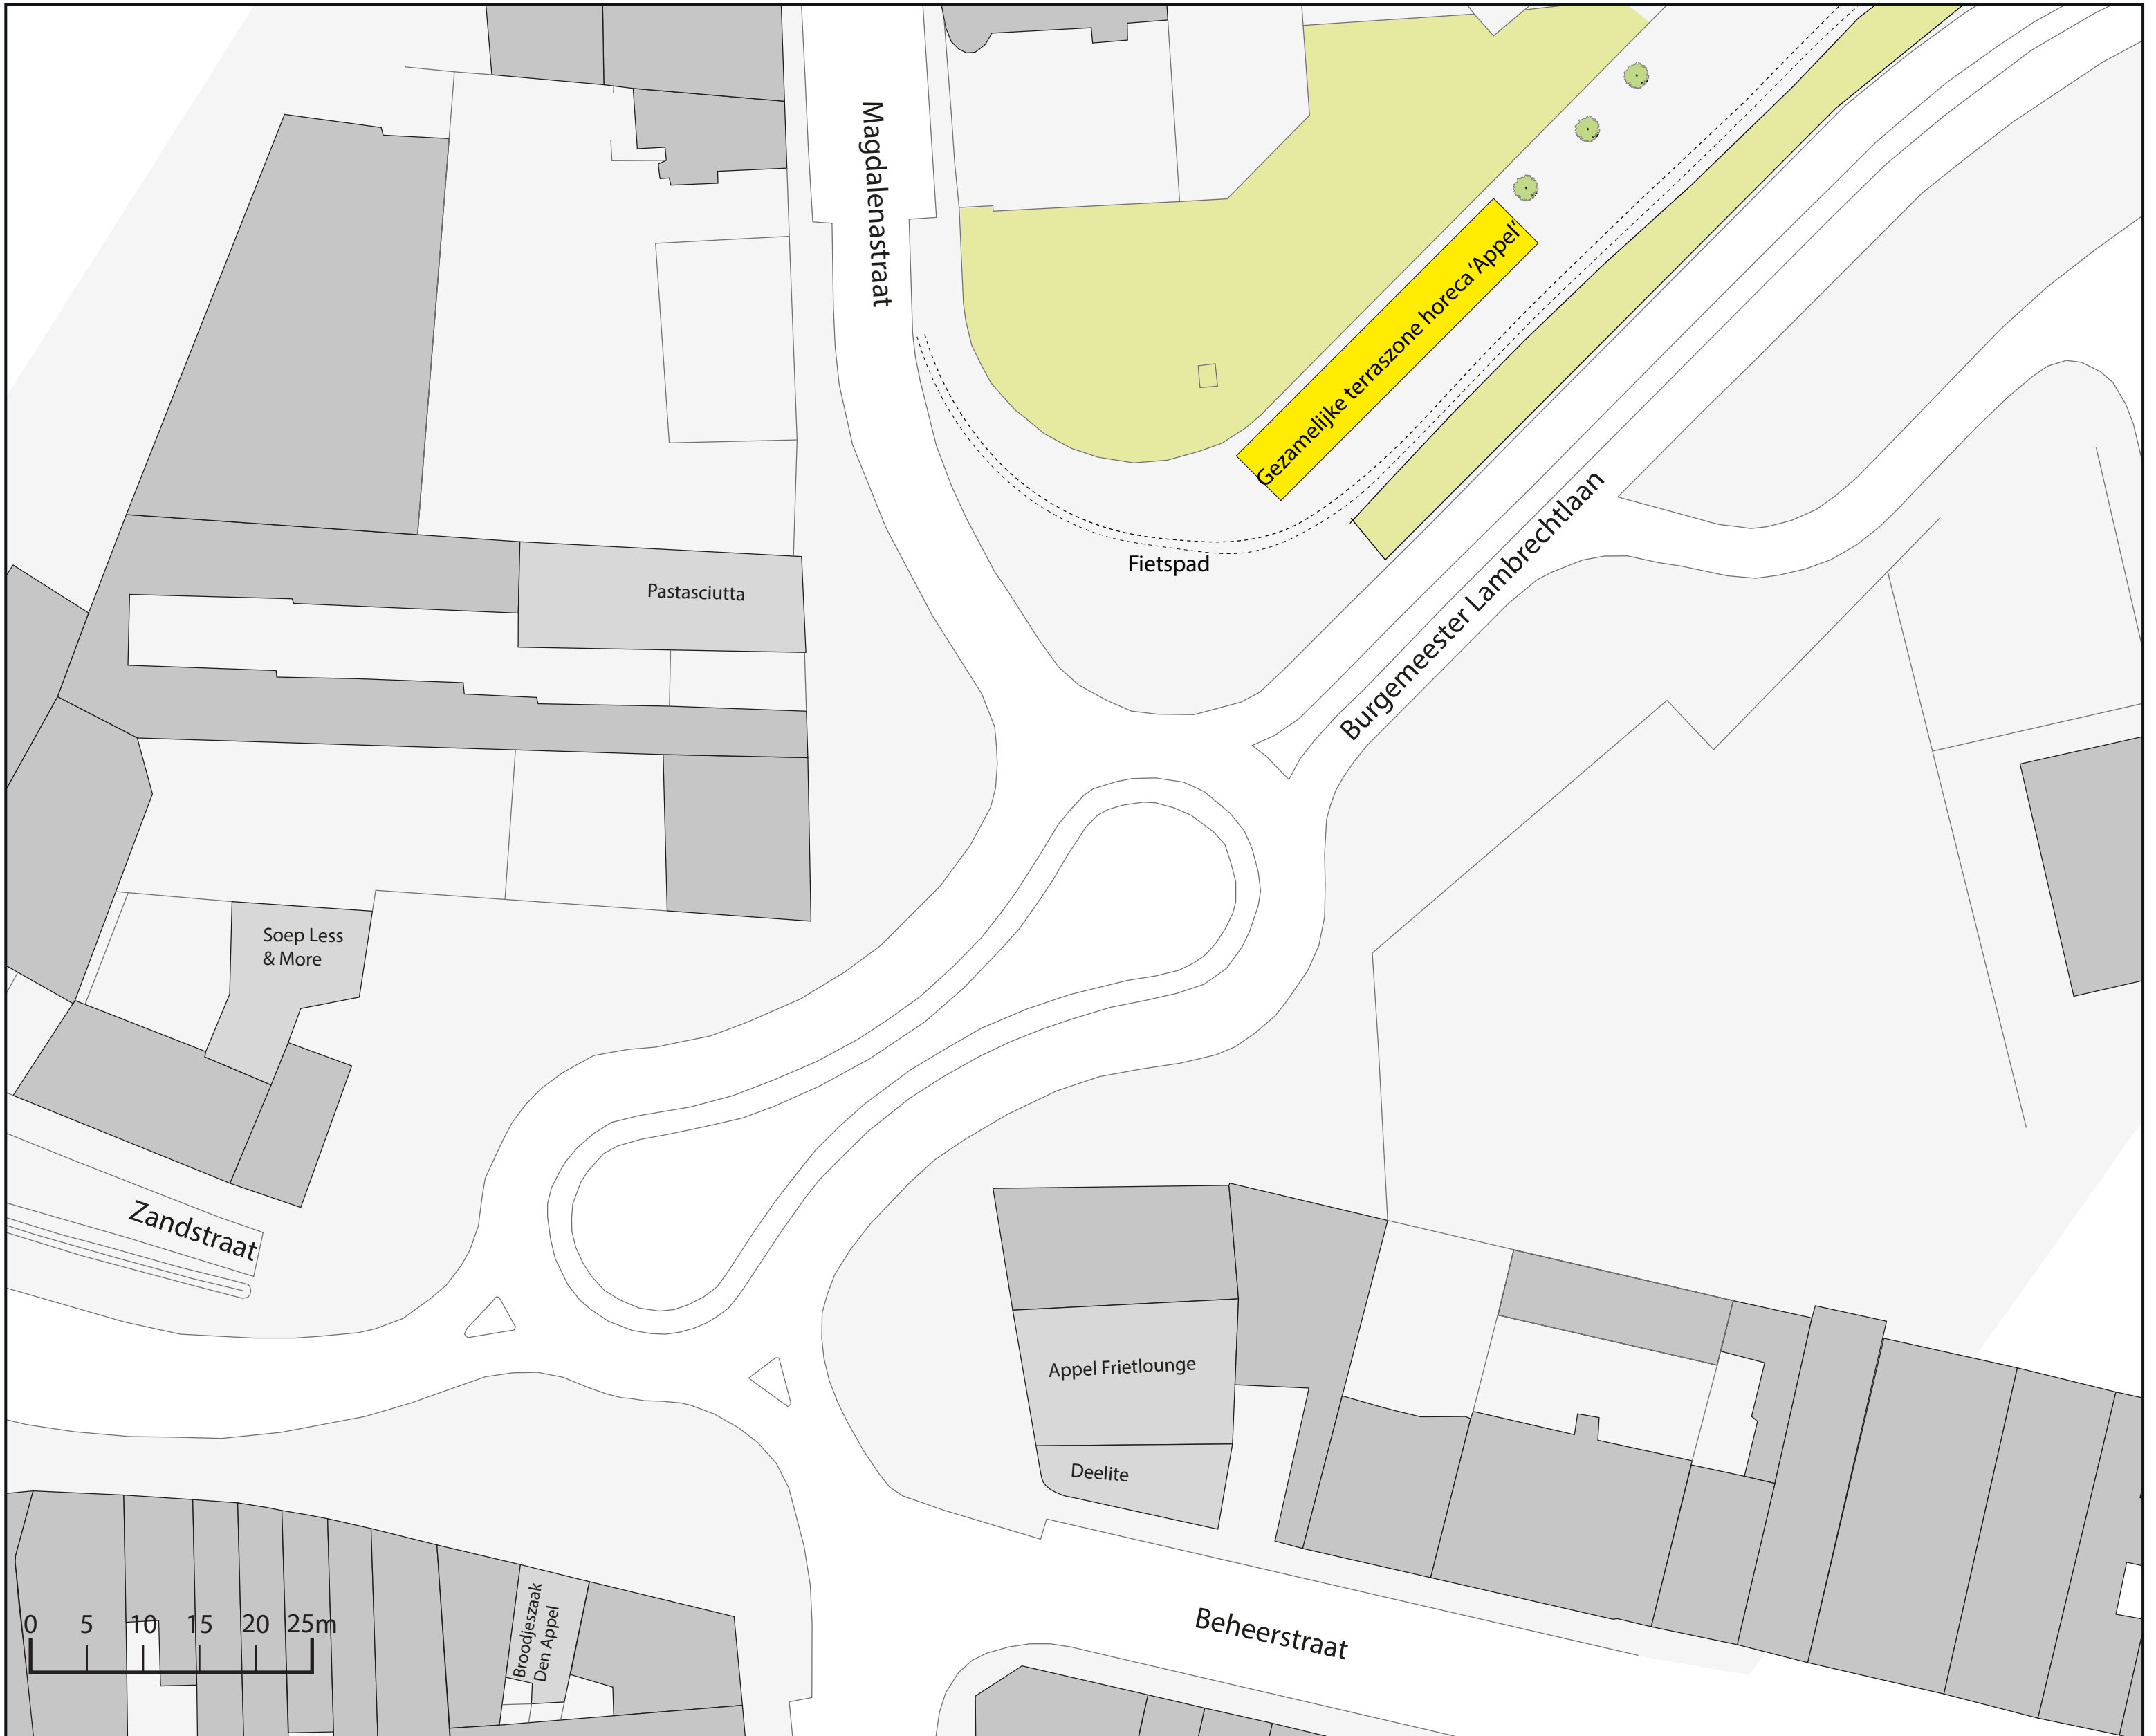 Magdalenastraat
Gezamelijke terraszone horeca 'Appel'
Fietspad
Burgemeester Lambrechtlaan
Pastasciutta
Soep Less
& More
Zandstraat
Appel Frietlounge
Deelite
Broodjeszaak
Den Appel
Beheerstraat
0 5 10 15 20 25m